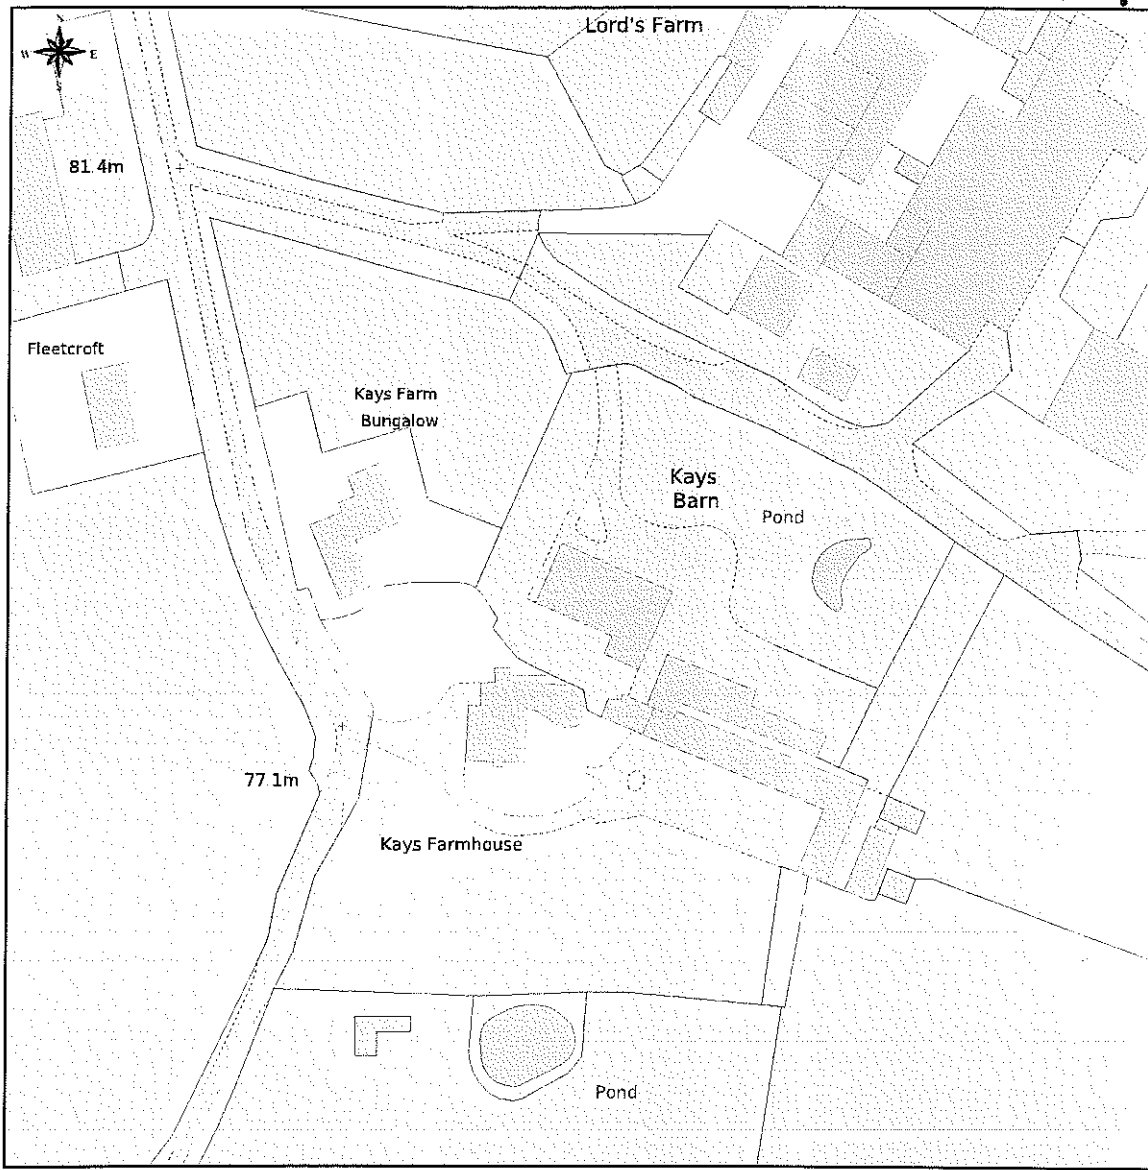 Lord's Farm
N
W E
S
81.4m
Fleetcroft
Kays Farm
Bungalow
Kays
Barn
Pond
77.1m
Kays Farmhouse
Pond